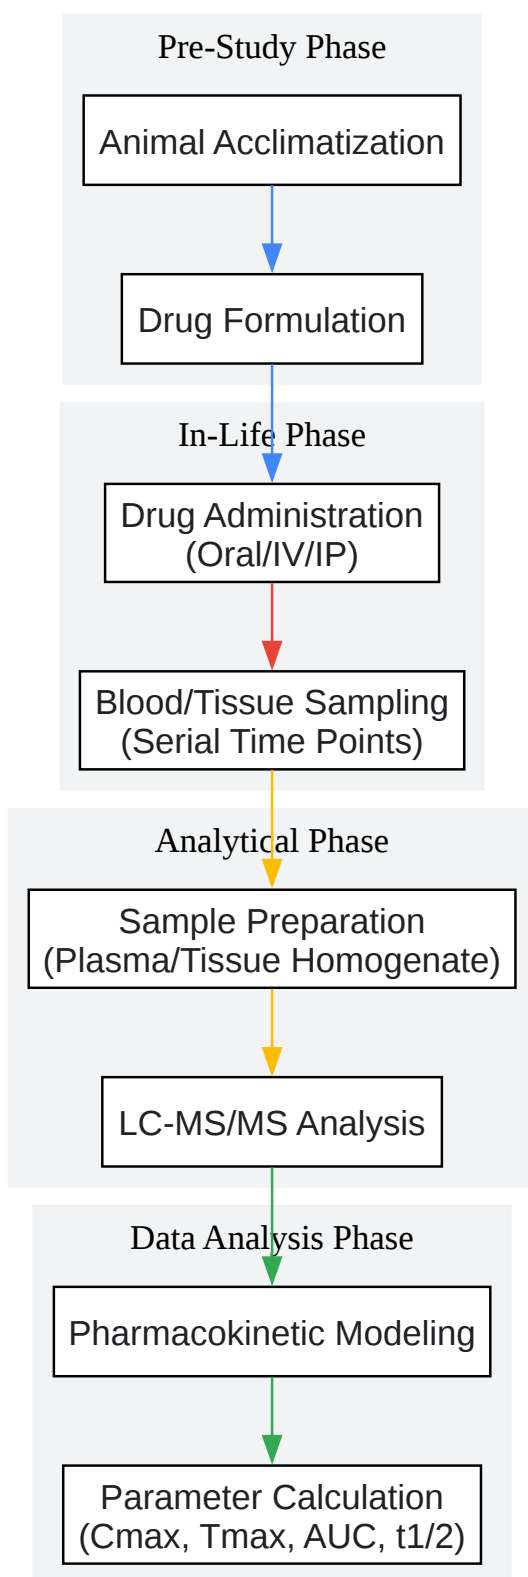 Pre-Study Phase
Animal Acclimatization
Drug Formulation
In-Life Phase
Drug Administration
(Oral/IV/IP)
Blood/Tissue Sampling
(Serial Time Points)
Analytical Phase
Sample Preparation
(Plasma/Tissue Homogenate)
LC-MS/MS Analysis
Data Analysis Phase
Pharmacokinetic Modeling
Parameter Calculation
(Cmax, Tmax, AUC, t1/2)